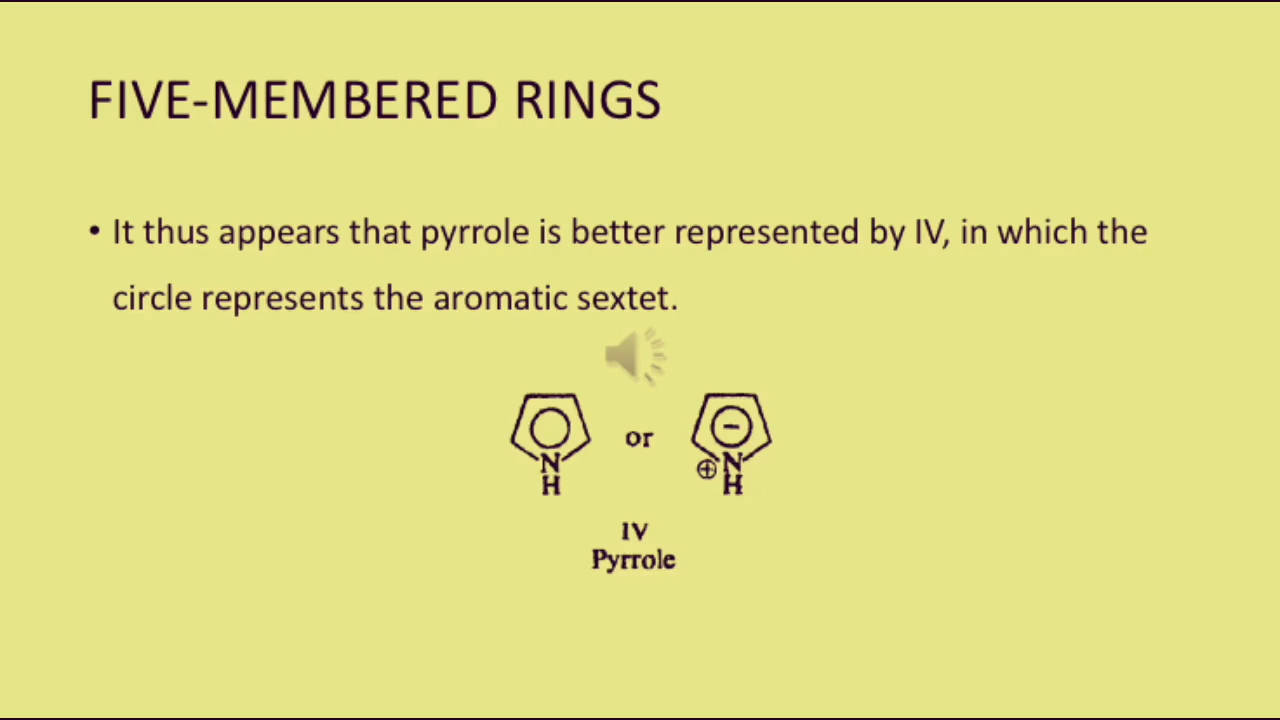 FIVE-MEMBERED RINGS
• It thus appears that pyrrole is better represented by IV, in which the
circle represents the aromatic sextet.
or
N
H
⊕ N
H
−
IV
Pyrrole